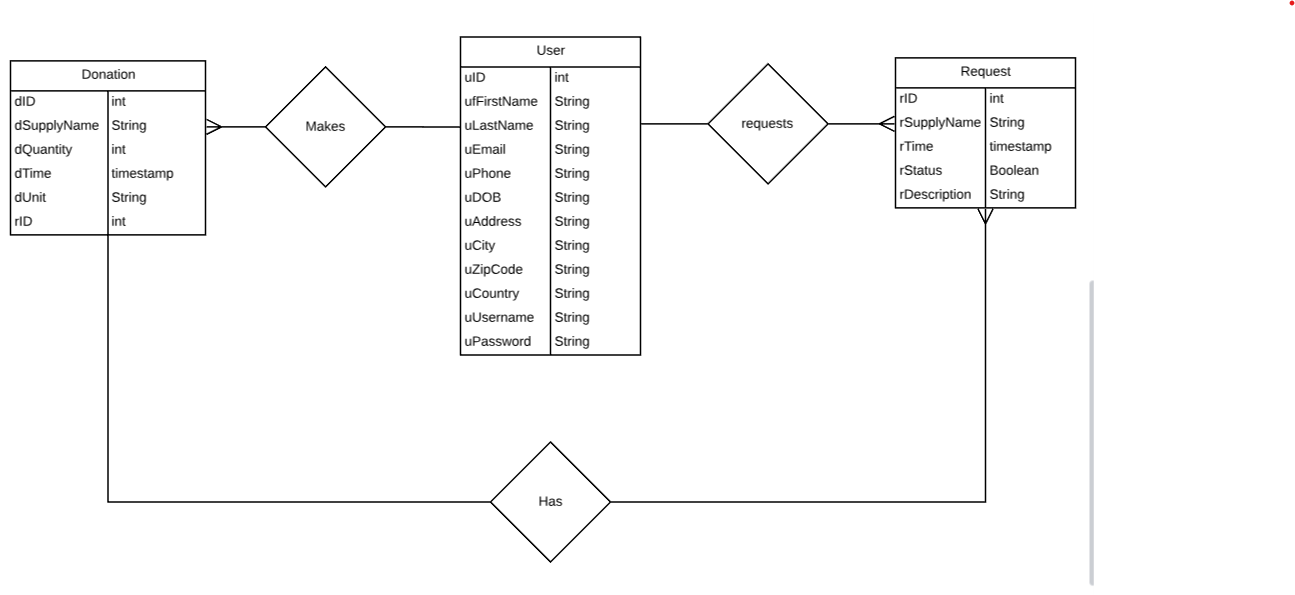 Donation
dID int
dSupplyName String
dQuantity int
dTime timestamp
dUnit String
rID int
Makes
User
uID int
ufFirstName String
uLastName String
uEmail String
uPhone String
uDOB String
uAddress String
uCity String
uZipCode String
uCountry String
uUsername String
uPassword String
requests
Request
rID int
rSupplyName String
rTime timestamp
rStatus Boolean
rDescription String
Has